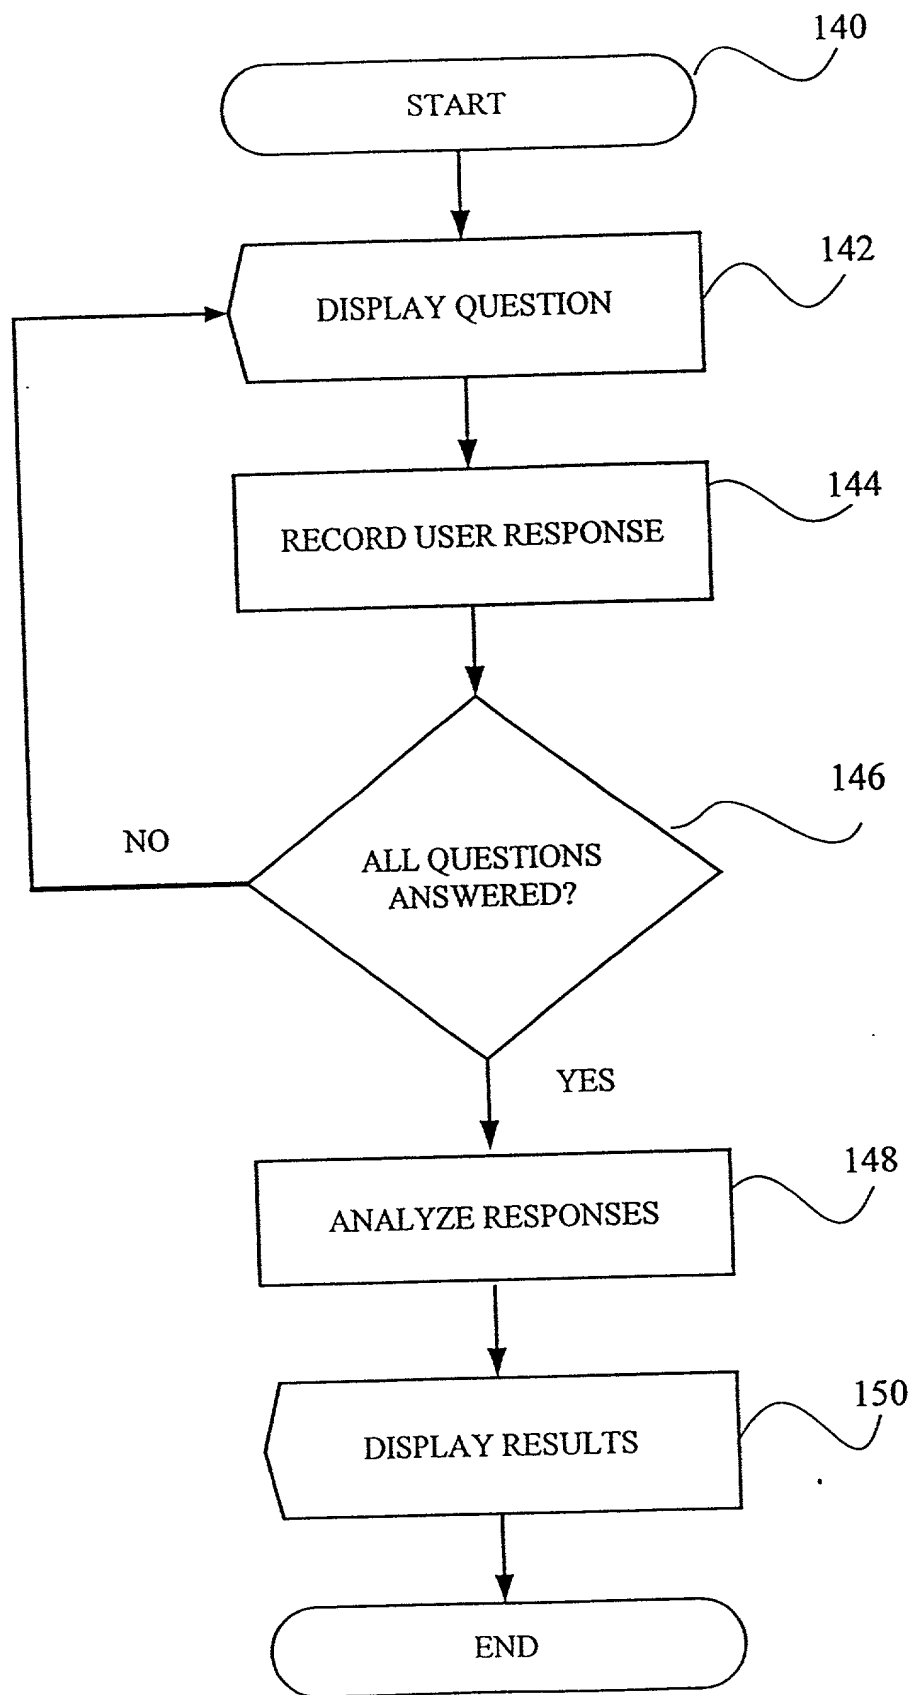 140
START
142
DISPLAY QUESTION
144
RECORD USER RESPONSE
146
NO
ALL QUESTIONS
ANSWERED?
YES
148
ANALYZE RESPONSES
150
DISPLAY RESULTS
END